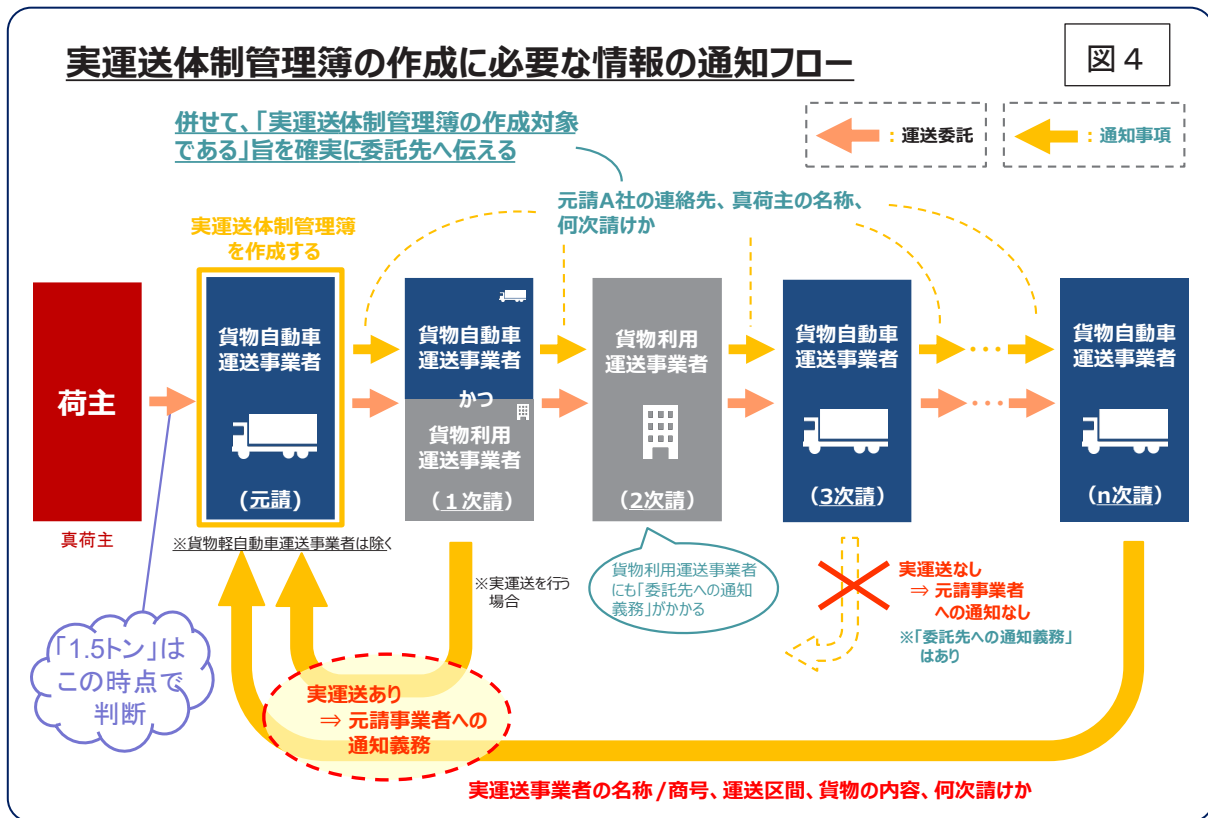 実運送体制管理簿の作成に必要な情報の通知フロー
図４
併せて、「実運送体制管理簿の作成対象
である」旨を確実に委託先へ伝える
：運送委託
：通知事項
元請A社の連絡先、真荷主の名称、
何次請けか
実運送体制管理簿
を作成する
荷主
真荷主
貨物自動車
運送事業者
(元請)
※貨物軽自動車運送事業者は除く
貨物自動車
運送事業者
かつ
貨物利用
運送事業者
（１次請）
貨物利用
運送事業者
（2次請）
貨物自動車
運送事業者
（3次請）
貨物自動車
運送事業者
（n次請）
「1.5トン」は
この時点で
判断
※実運送を行う
場合
貨物利用運送事業者
にも「委託先への通知
義務」がかかる
実運送なし
⇒ 元請事業者
への通知なし
※「委託先への通知義務」
はあり
実運送あり
⇒ 元請事業者への
通知義務
実運送事業者の名称/商号、運送区間、貨物の内容、何次請けか